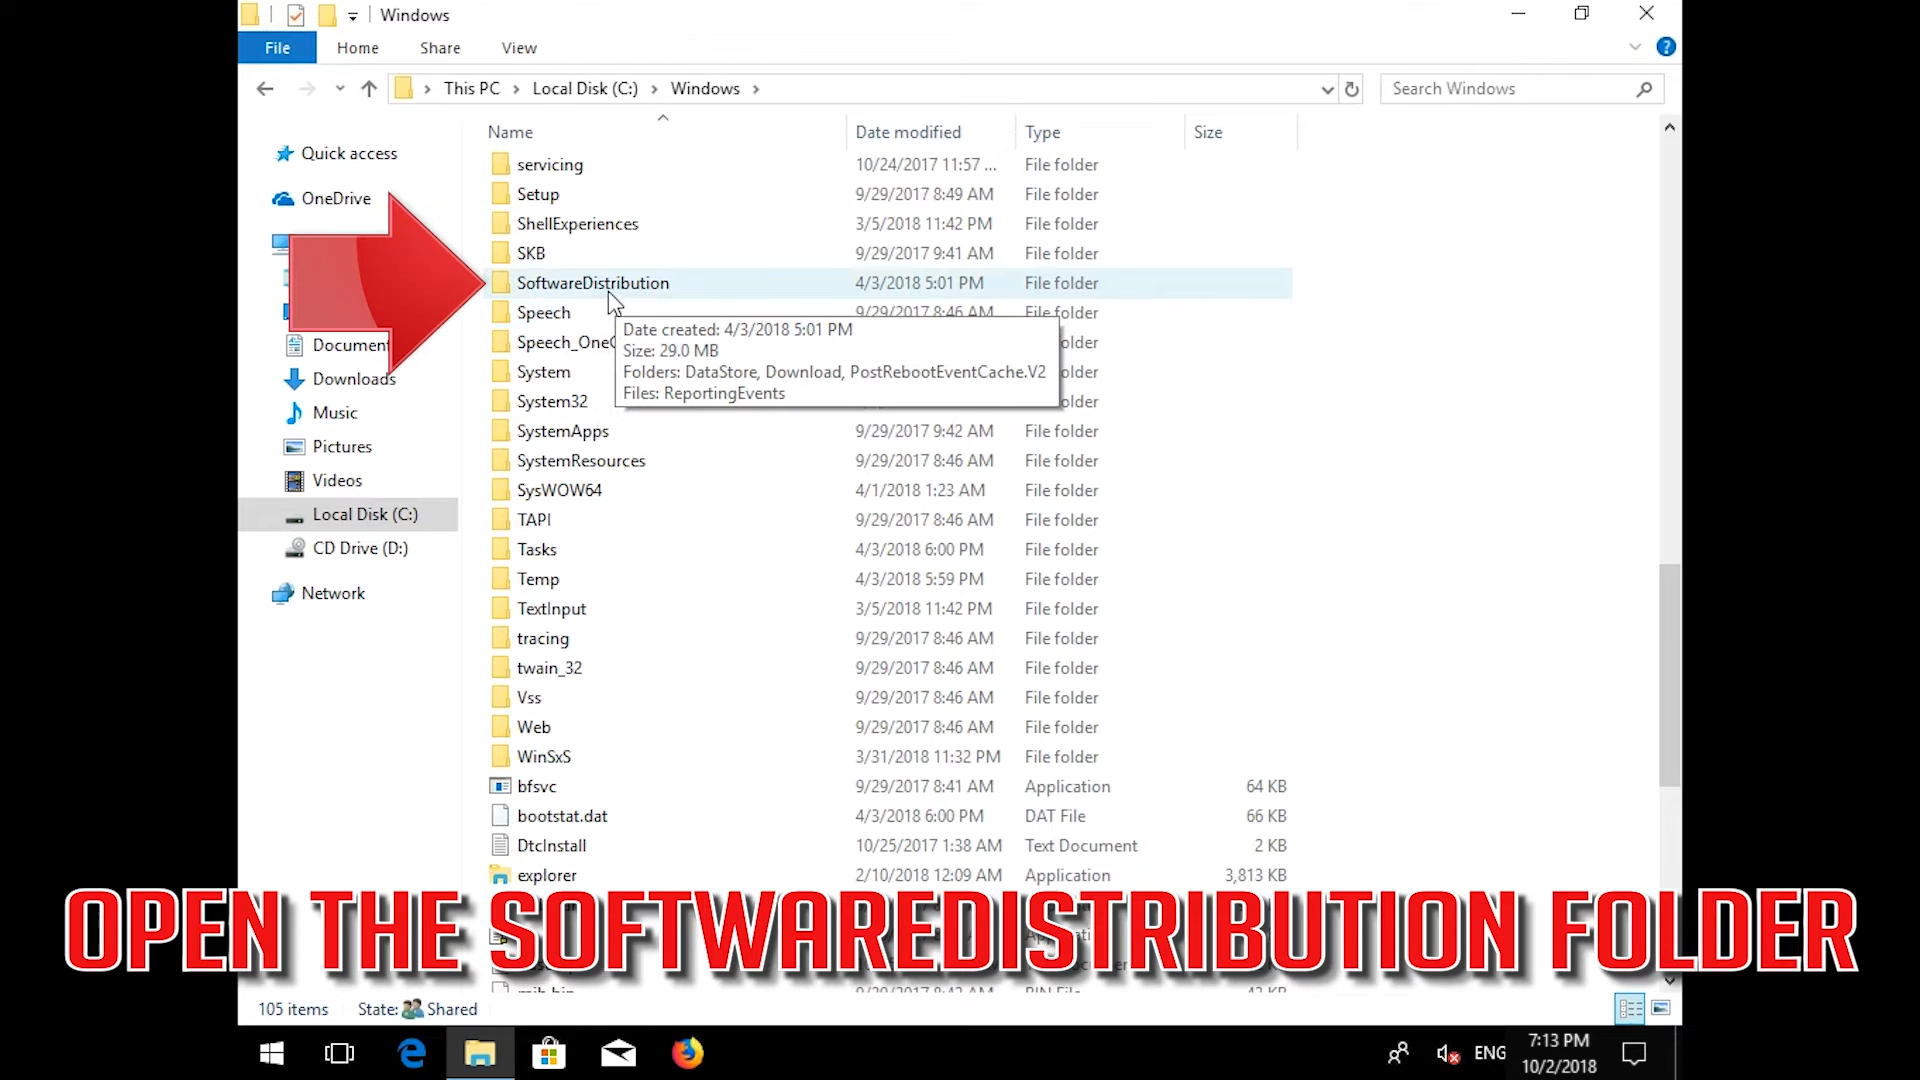 Windows
File Home Share View
This PC Local Disk (C:) Windows
Search Windows
Name Date modified Type Size
Quick access
OneDrive
Document
Downloads
Music
Pictures
Videos
Local Disk (C:)
CD Drive (D:)
Network
servicing 10/24/2017 11:57 ... File folder
Setup 9/29/2017 8:49 AM File folder
ShellExperiences 3/5/2018 11:42 PM File folder
SKB 9/29/2017 9:41 AM File folder
SoftwareDistribution 4/3/2018 5:01 PM File folder
Speech 9/29/2017 8:46 AM File folder
Date created: 4/3/2018 5:01 PM
Size: 29.0 MB
Folders: DataStore, Download, PostRebootEventCache.V2
Files: ReportingEvents
Speech_One older
System older
System32 older
SystemApps 9/29/2017 9:42 AM File folder
SystemResources 9/29/2017 8:46 AM File folder
SysWOW64 4/1/2018 1:23 AM File folder
TAPI 9/29/2017 8:46 AM File folder
Tasks 4/3/2018 6:00 PM File folder
Temp 4/3/2018 5:59 PM File folder
TextInput 3/5/2018 11:42 PM File folder
tracing 9/29/2017 8:46 AM File folder
twain_32 9/29/2017 8:46 AM File folder
Vss 9/29/2017 8:46 AM File folder
Web 9/29/2017 8:46 AM File folder
WinSxS 3/31/2018 11:32 PM File folder
bfsvc 9/29/2017 8:41 AM Application 64 KB
bootstat.dat 4/3/2018 6:00 PM DAT File 66 KB
DtcInstall 10/25/2017 1:38 AM Text Document 2 KB
explorer 2/10/2018 12:09 AM Application 3,813 KB
OPEN THE SOFTWAREDISTRIBUTION FOLDER
105 items State: Shared
ENG
7:13 PM
10/2/2018